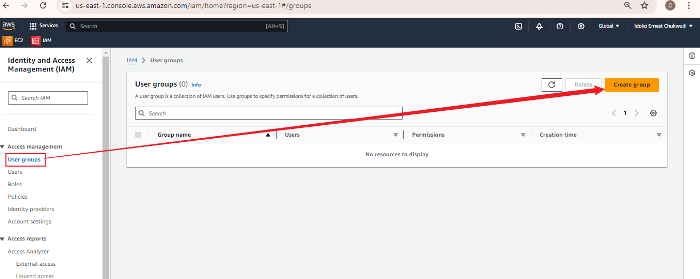 us-east-1.console.aws.amazon.com/iam/home?region=us-east-1#/groups
aws Services Search [Alt+S] Global Idoko Ernest Chukwudi
EC2 IAM
Identity and Access Management (IAM)
Search IAM
Dashboard
Access management
User groups
Users
Roles
Policies
Identity providers
Account settings
Access reports
Access Analyzer
External access
Unused access
IAM > User groups
User groups (0) Info
Delete
Create group
A user group is a collection of IAM users. Use groups to specify permissions for a collection of users.
Search
1
Group name Users Permissions Creation time
No resources to display